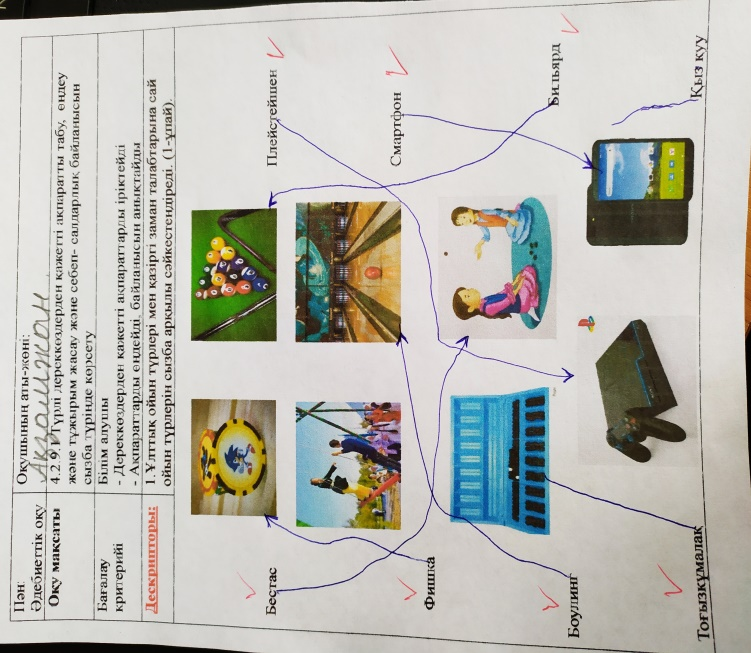 Пән:
Әдебиеттік оқу
Оқушының аты-жөні:
Ақгөлжан
Оқу мақсаты
4.2.9.1 Түрлі дереккөздерден қажетті ақпаратты табу, өңдеу
және тұжырым жасау және себеп- салдарлық байланысын
сызба түрінде көрсету
Бағалау
критерийі
Білім алушы
- Дереккөздерден қажетті ақпараттарды іріктейді
- Ақпараттарды өңдейді, байланысын анықтайды
Дескрипторы:
1.Ұлттық ойын түрлері мен қазіргі заман талабтарына сай
ойын түрлерін сызба арқылы сәйкестендіреді. (1-ұпай).
Бестас
Плейстейшен
Фишка
Смартфон
Боулинг
Бильярд
Тоғызқұмалақ
Қыз қуу